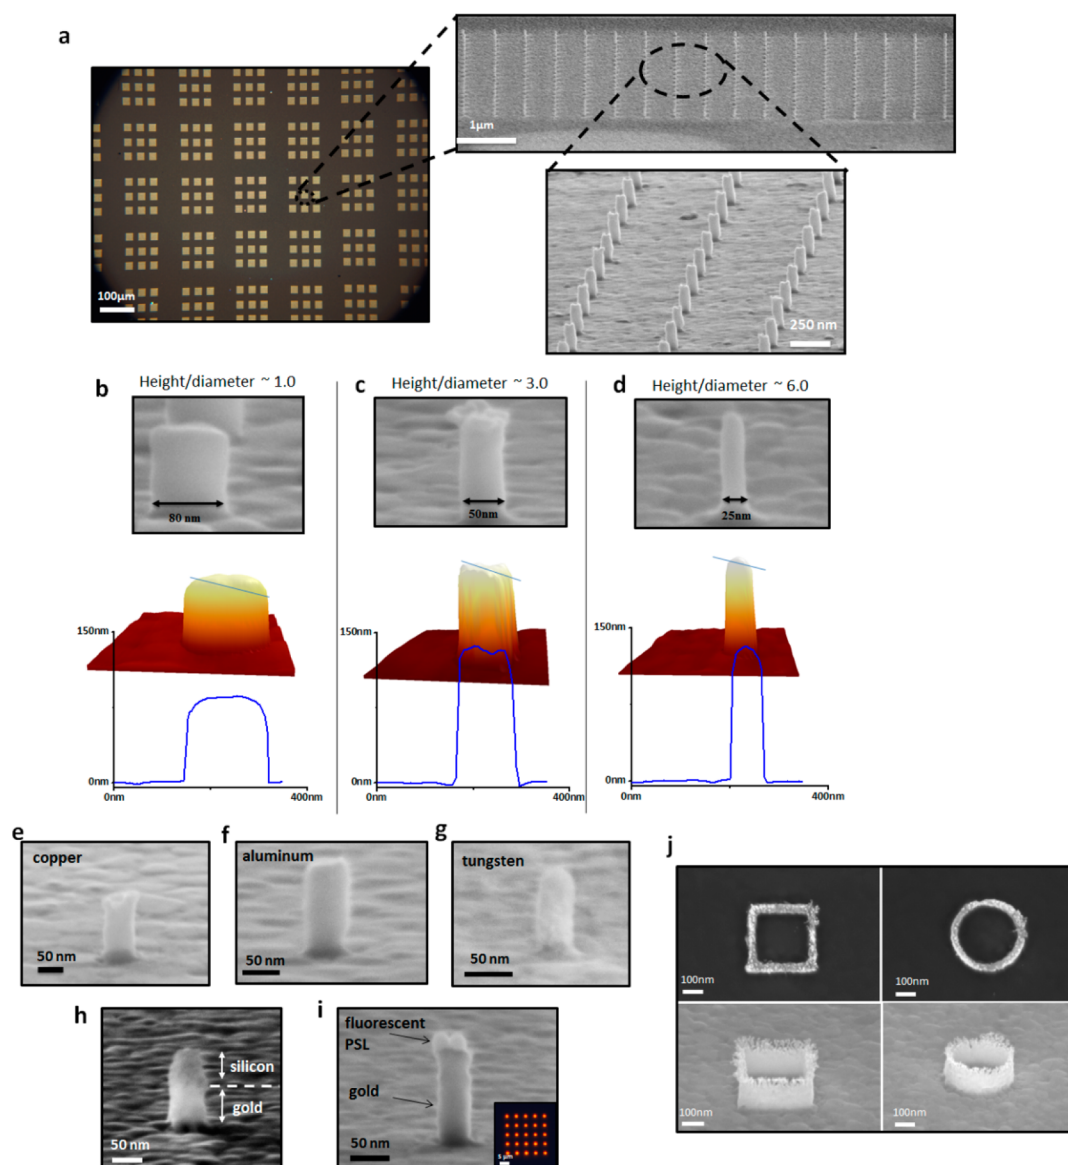 a
100μm
1μm
250 nm
b
Height/diameter ~ 1.0
c
Height/diameter ~ 3.0
d
Height/diameter ~ 6.0
80 nm
50nm
25nm
150nm
0nm
0nm
400nm
150nm
0nm
0nm
400nm
150nm
0nm
0nm
400nm
e
copper
50 nm
f
aluminum
50 nm
g
tungsten
50 nm
h
silicon
gold
50 nm
i
fluorescent
PSL
gold
50 nm
5 μm
j
100nm
100nm
100nm
100nm